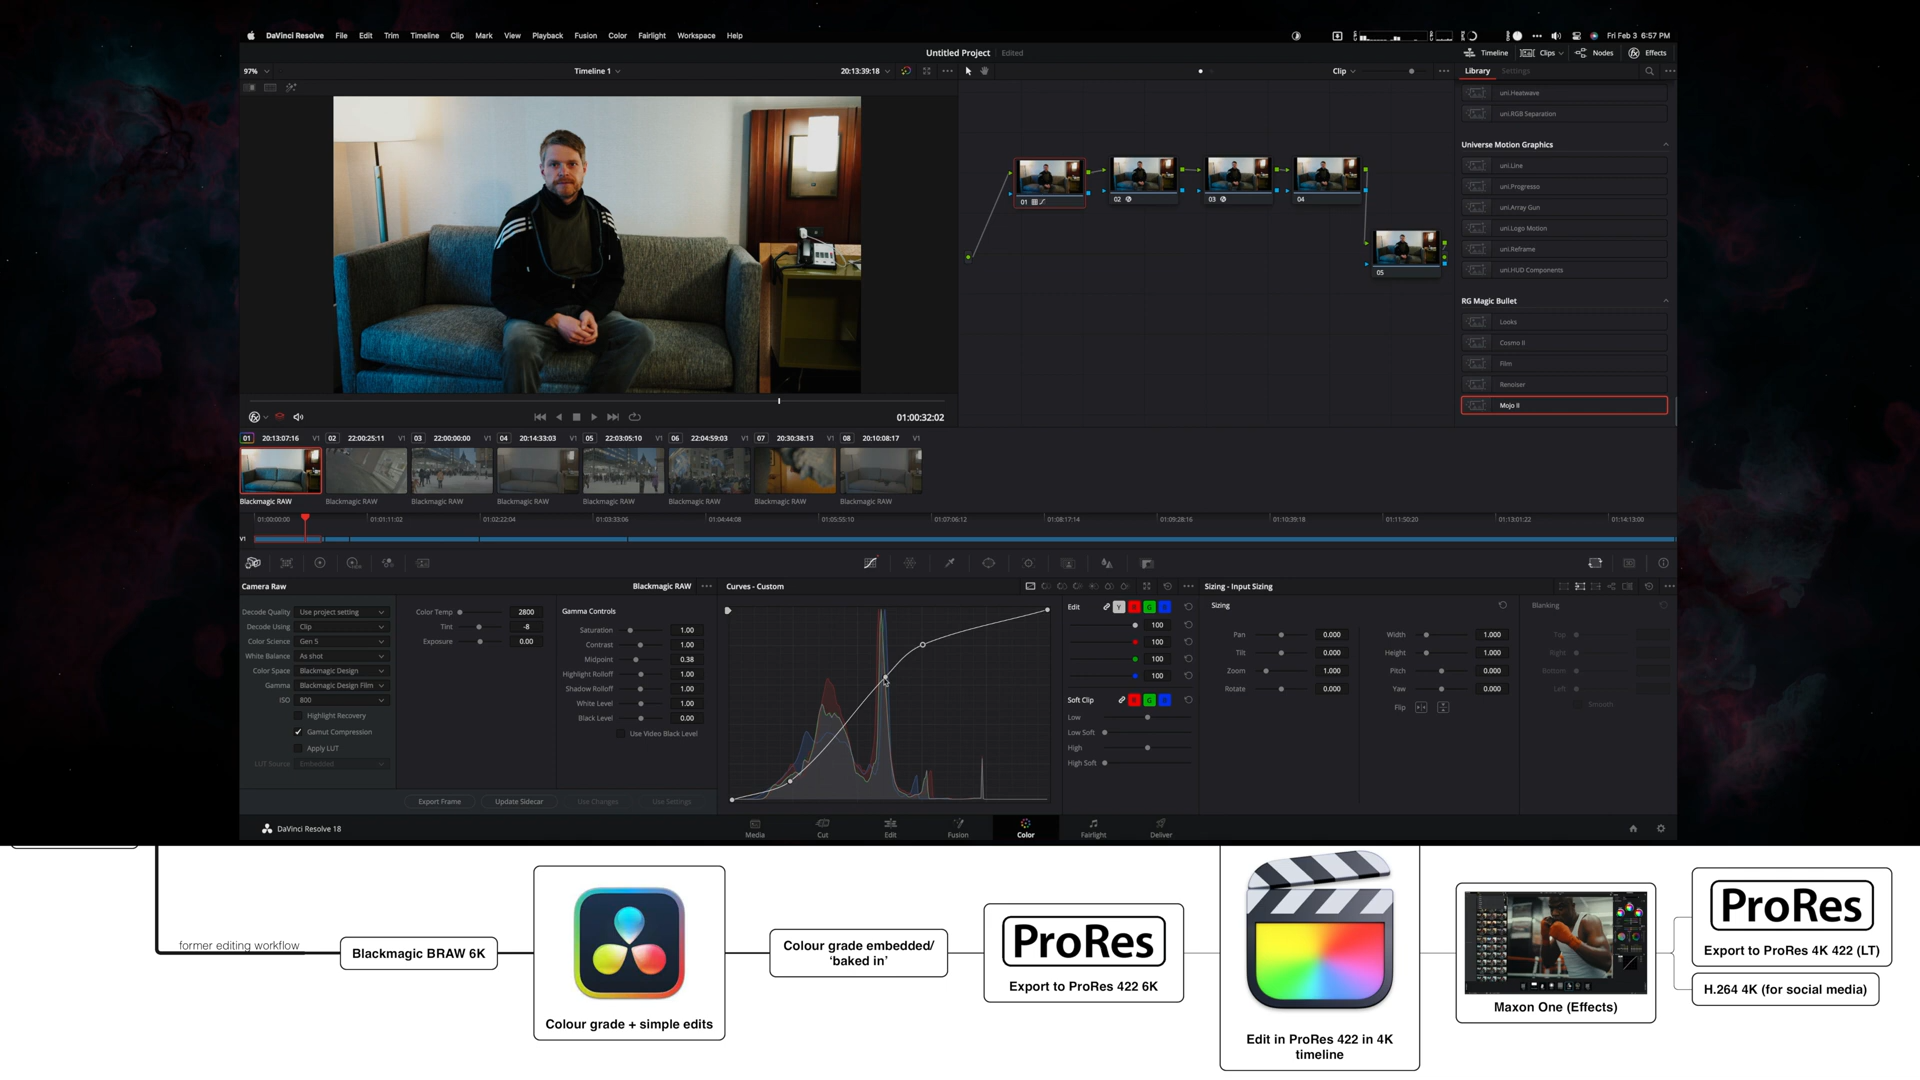 DaVinci Resolve File Edit Trim Timeline Clip Mark View Playback Fusion Color Fairlight Workspace Help
Fri Feb 3 6:57 PM
Untitled Project Edited
Timeline Clips Nodes Effects
97% Timeline 1 20:13:39:18 Clip
Library Settings
uni.Heatwave
uni.RGB Separation
Universe Motion Graphics
uni.Line
uni.Progresso
uni.Array Gun
uni.Logo Motion
uni.Reframe
uni.HUD Components
RG Magic Bullet
Looks
Cosmo II
Film
Renoiser
Mojo II
01 02 03 04
05
01:00:32:02
01 20:13:07:16 V1 02 22:00:25:11 V1 03 22:00:00:00 V1 04 20:14:33:03 V1 05 22:03:05:10 V1 06 22:04:59:03 V1 07 20:30:38:13 V1 08 20:10:08:17 V1
Blackmagic RAW Blackmagic RAW Blackmagic RAW Blackmagic RAW Blackmagic RAW Blackmagic RAW Blackmagic RAW Blackmagic RAW
01:00:00:00 01:01:11:02 01:02:22:04 01:03:33:06 01:04:44:08 01:05:55:10 01:07:06:12 01:08:17:14 01:09:28:16 01:10:39:18 01:11:50:20 01:13:01:22 01:14:13:00
V1
Camera Raw Blackmagic RAW
Decode Quality Use project setting
Decode Using Clip
Color Science Gen 5
White Balance As shot
Color Space Blackmagic Design
Gamma Blackmagic Design Film
ISO 800
Highlight Recovery
Gamut Compression
Apply LUT
LUT Source Embedded
Color Temp 2800
Tint -8
Exposure 0.00
Gamma Controls
Saturation 1.00
Contrast 1.00
Midpoint 0.38
Highlight Rolloff 1.00
Shadow Rolloff 1.00
White Level 1.00
Black Level 0.00
Use Video Black Level
Export Frame Update Sidecar Use Changes Use Settings
Curves - Custom
Edit Y
100
100
100
100
Soft Clip
Low
Low Soft
High
High Soft
Sizing - Input Sizing
Sizing
Pan 0.000
Tilt 0.000
Zoom 1.000
Rotate 0.000
Width 1.000
Height 1.000
Pitch 0.000
Yaw 0.000
Flip
Blanking
Top
Right
Bottom
Left
Smooth
DaVinci Resolve 18
Media Cut Edit Fusion Color Fairlight Deliver
former editing workflow
Blackmagic BRAW 6K
Colour grade + simple edits
Colour grade embedded/
‘baked in’
ProRes
Export to ProRes 422 6K
Edit in ProRes 422 in 4K
timeline
Maxon One (Effects)
ProRes
Export to ProRes 4K 422 (LT)
H.264 4K (for social media)